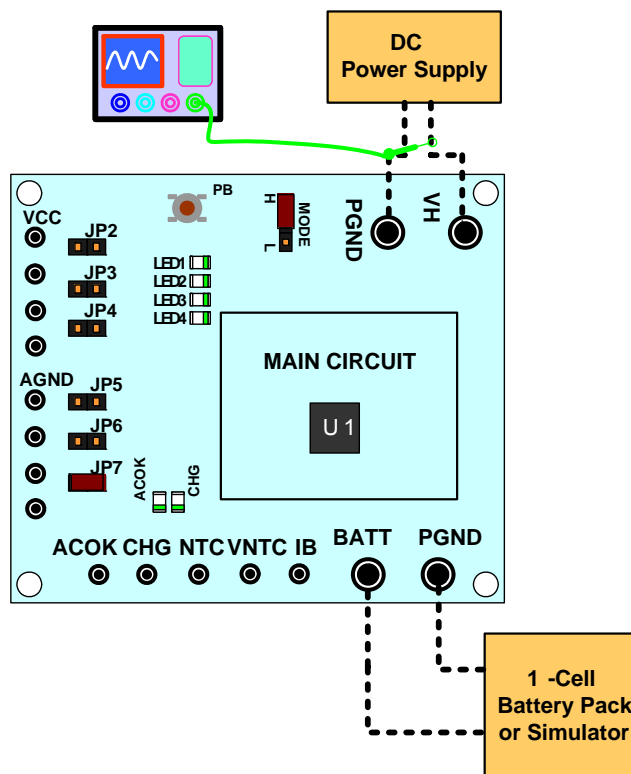 DC
Power Supply
PB
VCC
JP2
H
MODE
L
PGND
VH
JP3
LED1
LED2
LED3
LED4
JP4
MAIN CIRCUIT
AGND
JP5
U 1
JP6
JP7
ACOK
CHG
ACOK CHG NTC VNTC IB
BATT
PGND
1 -Cell
Battery Pack
or Simulator